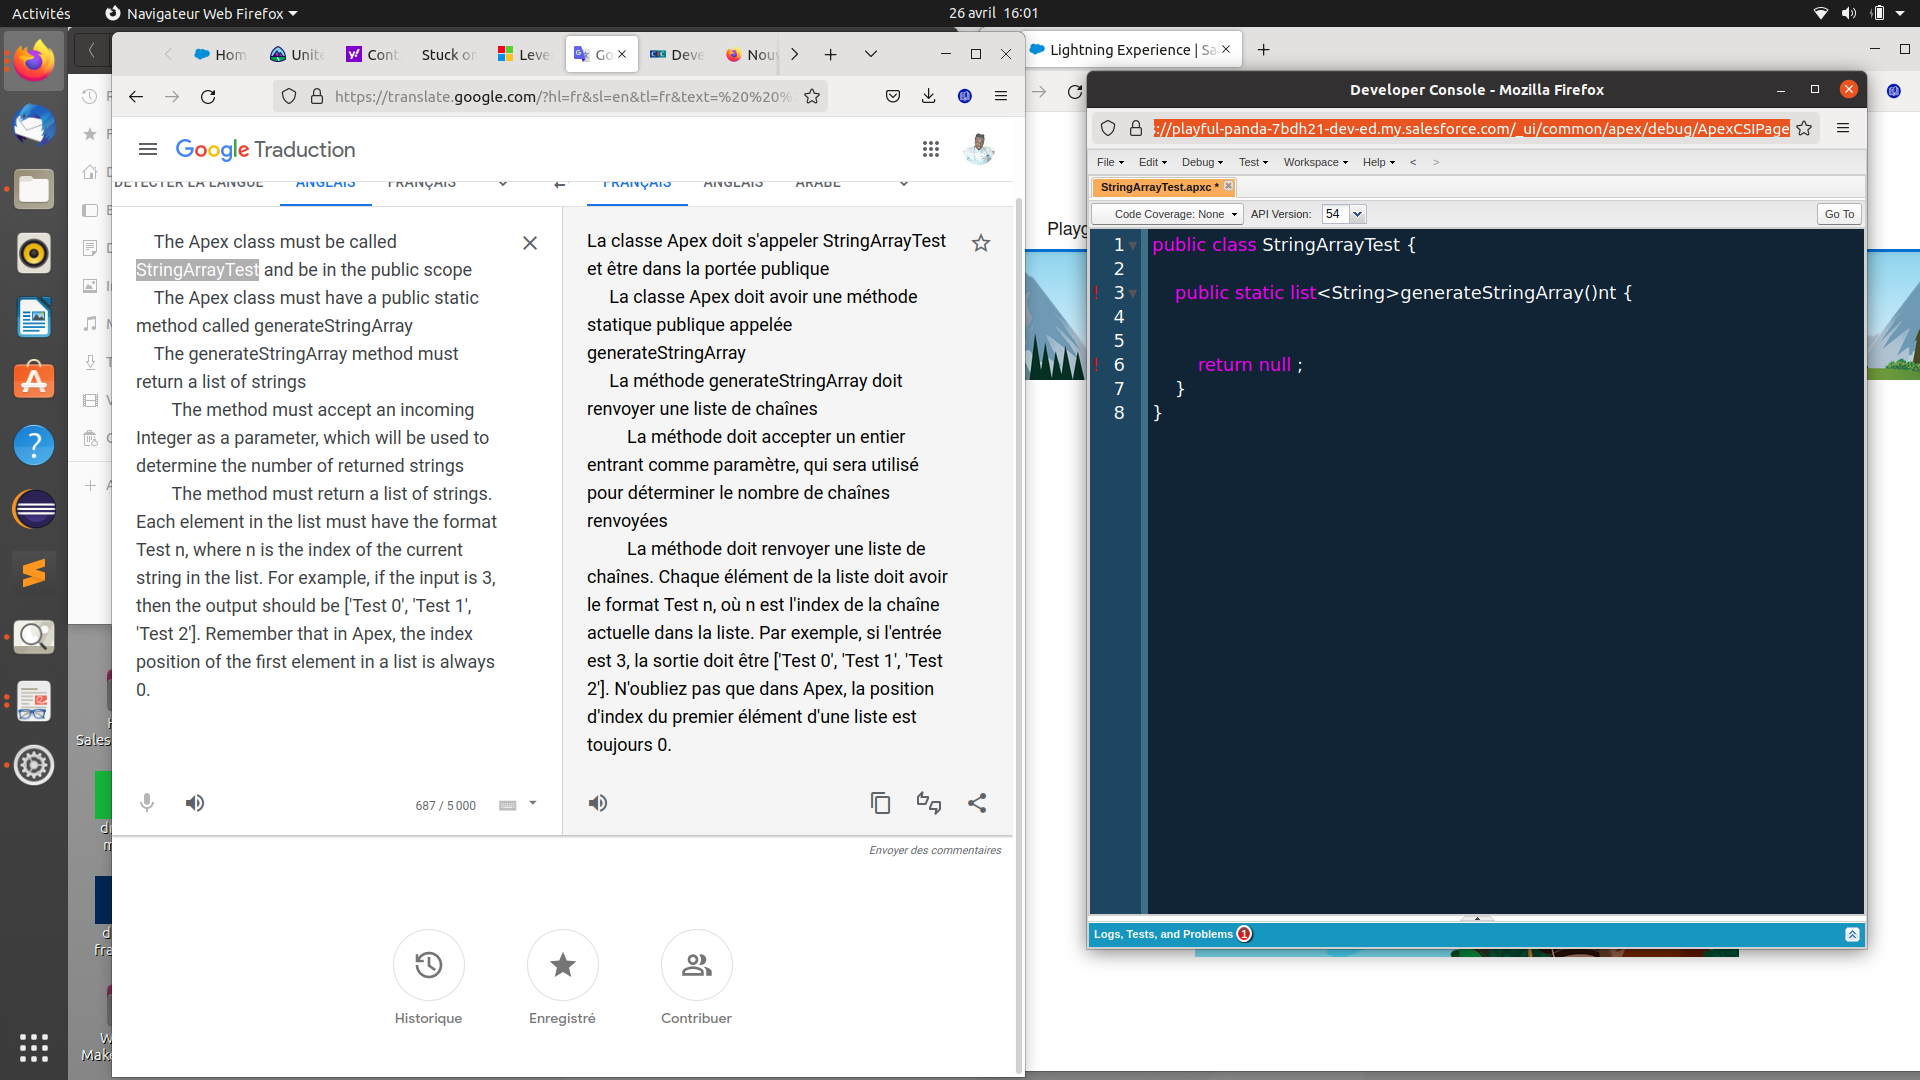 Activités
Navigateur Web Firefox
26 avril 16:01
Hom
Unité
Cont
Stuck on
Leve
Go
Deve
Nouv
Lightning Experience | Sa
https://translate.google.com/?hl=fr&sl=en&tl=fr&text=%20%20%
Google Traduction
DÉTECTER LA LANGUE
ANGLAIS
FRANÇAIS
FRANÇAIS
ANGLAIS
ARABE
The Apex class must be called
StringArrayTest and be in the public scope
The Apex class must have a public static
method called generateStringArray
The generateStringArray method must
return a list of strings
The method must accept an incoming
Integer as a parameter, which will be used to
determine the number of returned strings
The method must return a list of strings.
Each element in the list must have the format
Test n, where n is the index of the current
string in the list. For example, if the input is 3,
then the output should be ['Test 0', 'Test 1',
'Test 2']. Remember that in Apex, the index
position of the first element in a list is always
0.
687 / 5 000
La classe Apex doit s'appeler StringArrayTest
et être dans la portée publique
La classe Apex doit avoir une méthode
statique publique appelée
generateStringArray
La méthode generateStringArray doit
renvoyer une liste de chaînes
La méthode doit accepter un entier
entrant comme paramètre, qui sera utilisé
pour déterminer le nombre de chaînes
renvoyées
La méthode doit renvoyer une liste de
chaînes. Chaque élément de la liste doit avoir
le format Test n, où n est l'index de la chaîne
actuelle dans la liste. Par exemple, si l'entrée
est 3, la sortie doit être ['Test 0', 'Test 1', 'Test
2']. N'oubliez pas que dans Apex, la position
d'index du premier élément d'une liste est
toujours 0.
Envoyer des commentaires
Historique
Enregistré
Contribuer
Sales
Make
Playg
Developer Console - Mozilla Firefox
://playful-panda-7bdh21-dev-ed.my.salesforce.com/_ui/common/apex/debug/ApexCSIPage
File Edit Debug Test Workspace Help < >
StringArrayTest.apxc *
Code Coverage: None API Version: 54 Go To
1 public class StringArrayTest {
2
3 public static list<String>generateStringArray()nt {
4
5
6 return null ;
7 }
8 }
Logs, Tests, and Problems 1